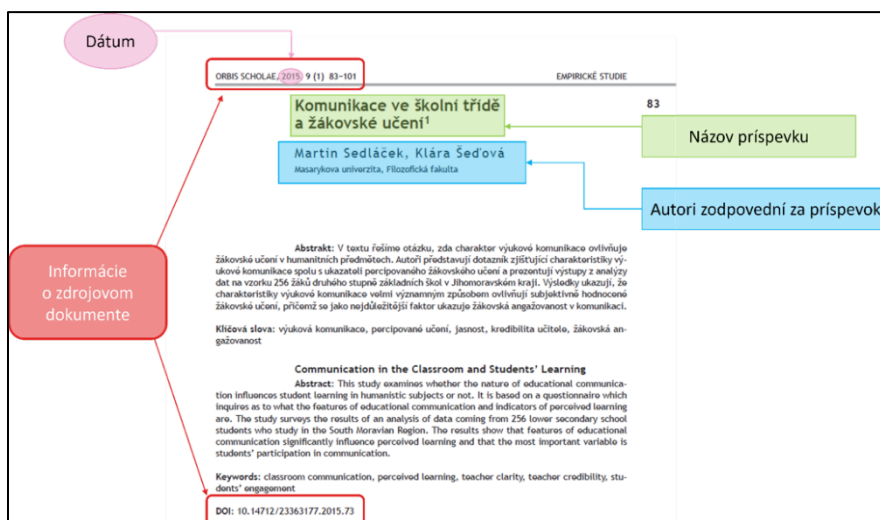 Dátum
ORBIS SCHOLAE, 2015 9 (1) 83–101
EMPIRICKÉ STUDIE
83
Komunikace ve školní třídě
a žákovské učení¹
Názov príspevku
Martin Sedláček, Klára Šeďová
Masarykova univerzita, Filozofická fakulta
Autori zodpovední za príspevok
Abstrakt: V textu řešíme otázku, zda charakter výukové komunikace ovlivňuje
žákovské učení v humanitních předmětech. Autoři představují dotazník zjišťující charakteristiky vý-
ukové komunikace spolu s ukazateli percipovaného žákovského učení a prezentují výstupy z analýzy
dat na vzorku 256 žáků druhého stupně základních škol v Jihomoravském kraji. Výsledky ukazují, že
charakteristiky výukové komunikace velmi významným způsobem ovlivňují subjektivně hodnocené
žákovské učení, přičemž se jako nejdůležitější faktor ukazuje žákovská angažovanost v komunikaci.
Informácie
o zdrojovom
dokumente
Klíčová slova: výuková komunikace, percipované učení, jasnost, kredibilita učitele, žákovská an-
gažovanost
Communication in the Classroom and Students' Learning
Abstract: This study examines whether the nature of educational communica-
tion influences student learning in humanistic subjects or not. It is based on a questionnaire which
inquires as to what the features of educational communication and indicators of perceived learning
are. The study surveys the results of an analysis of data coming from 256 lower secondary school
students who study in the South Moravian Region. The results show that features of educational
communication significantly influence perceived learning and that the most important variable is
students' participation in communication.
Keywords: classroom communication, perceived learning, teacher clarity, teacher credibility, stu-
dents' engagement
DOI: 10.14712/23363177.2015.73